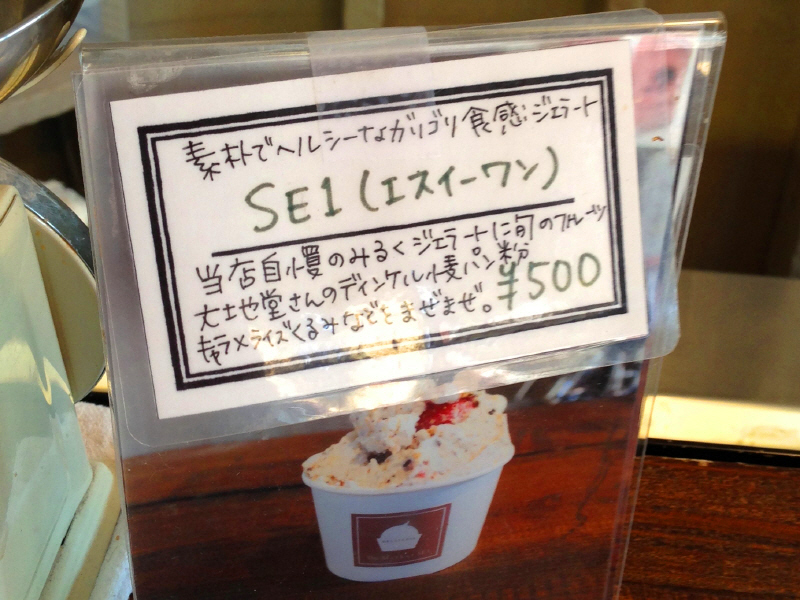 素朴でヘルシーなガリゴリ食感ジェラート
SE1(エスイーワン)
当店自慢のみるくジェラートに旬のフルーツ
大地堂さんのディンケル小麦パン粉
キャラメライズくるみなどをまぜまぜ。
¥500